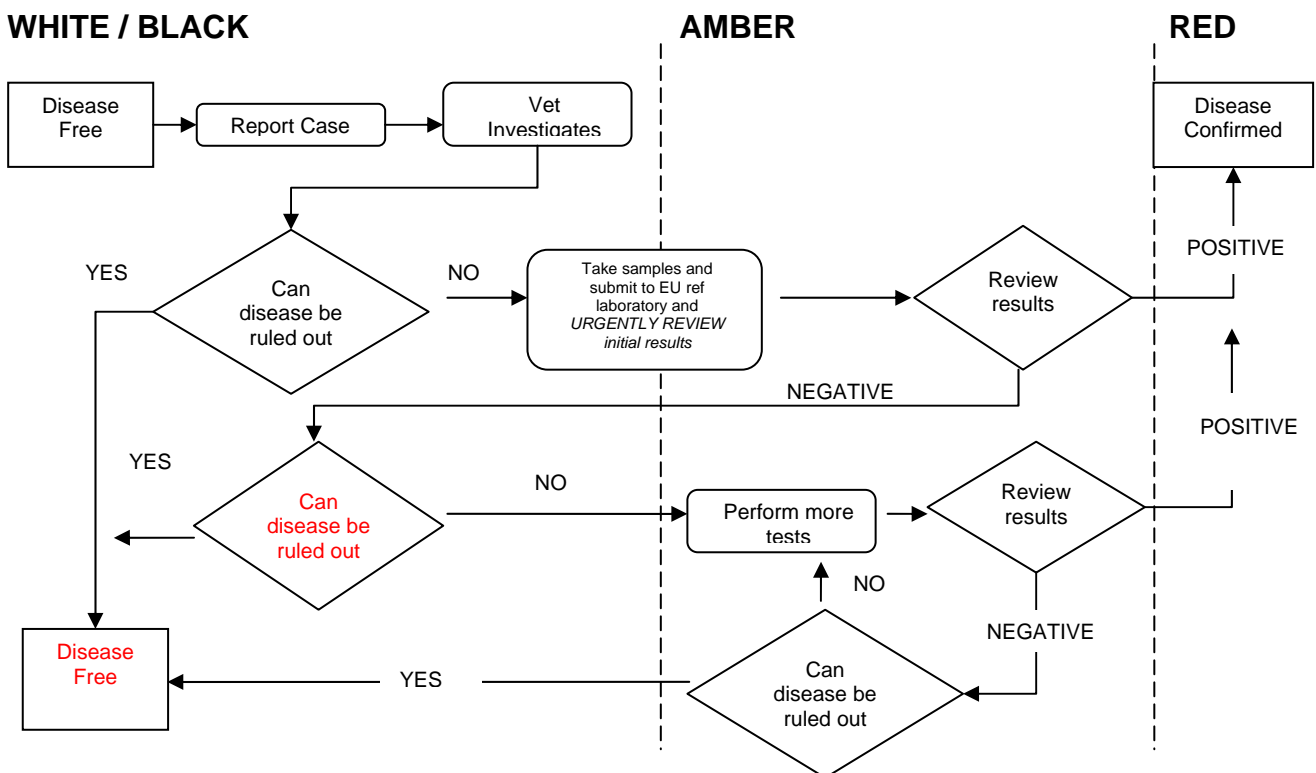 WHITE / BLACK
AMBER
RED
Disease
Free
Report Case
Vet
Investigates
Disease
Confirmed
YES
Can
disease be
ruled out
NO
Take samples and
submit to EU ref
laboratory and
URGENTLY REVIEW
initial results
Review
results
POSITIVE
NEGATIVE
YES
Can
disease be
ruled out
NO
Perform more
tests
Review
results
POSITIVE
NO
NEGATIVE
Disease
Free
YES
Can
disease be
ruled out